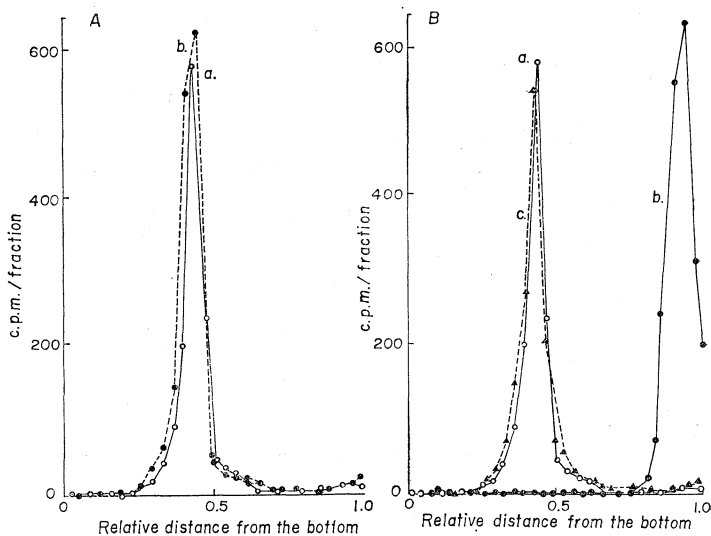 A
600
400
200
0
0
0.5
1.0
b.
a.
c.p.m./fraction
Relative distance from the bottom
B
600
400
200
0
0
0.5
1.0
a.
b.
c.
c.p.m./fraction
Relative distance from the bottom